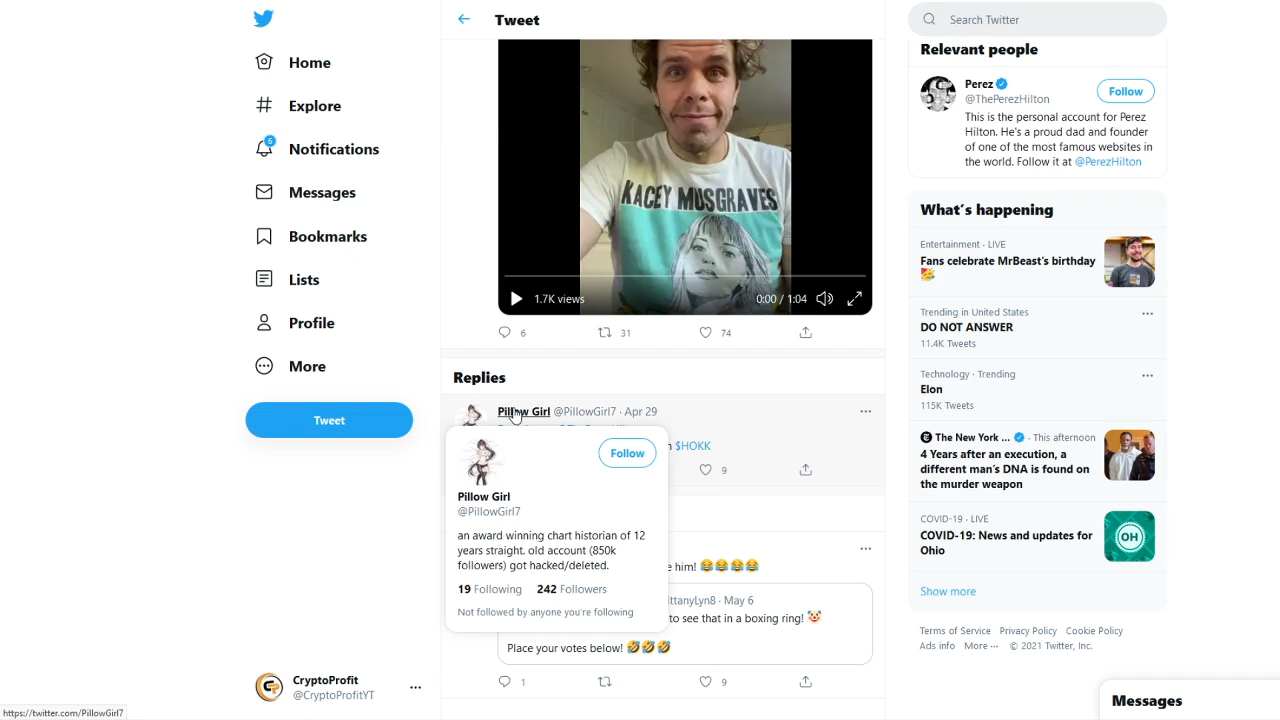 Home
Explore
6
Notifications
Messages
Bookmarks
Lists
Profile
More
Tweet
CryptoProfit
@CryptoProfitYT
https://twitter.com/PillowGirl7
Tweet
KACEY MUSGRAVES
1.7K views
0:00 / 1:04
6 31 74
Replies
Pillow Girl @PillowGirl7 · Apr 29
$HOKK
9
Follow
Pillow Girl
@PillowGirl7
an award winning chart historian of 12
years straight. old account (850k
followers) got hacked/deleted.
19 Following 242 Followers
Not followed by anyone you're following
him! 😂😂😂😂
ittanyLyn8 · May 6
to see that in a boxing ring! 🤡
Place your votes below! 🤣🤣🤣
1 9
Search Twitter
Relevant people
Perez
@ThePerezHilton
Follow
This is the personal account for Perez
Hilton. He's a proud dad and founder
of one of the most famous websites in
the world. Follow it at @PerezHilton
What's happening
Entertainment · LIVE
Fans celebrate MrBeast's birthday
🥳
Trending in United States
DO NOT ANSWER
11.4K Tweets
Technology · Trending
Elon
115K Tweets
The New York ... · This afternoon
4 Years after an execution, a
different man's DNA is found on
the murder weapon
COVID-19 · LIVE
COVID-19: News and updates for
Ohio
OH
Show more
Terms of Service Privacy Policy Cookie Policy
Ads info More ··· © 2021 Twitter, Inc.
Messages